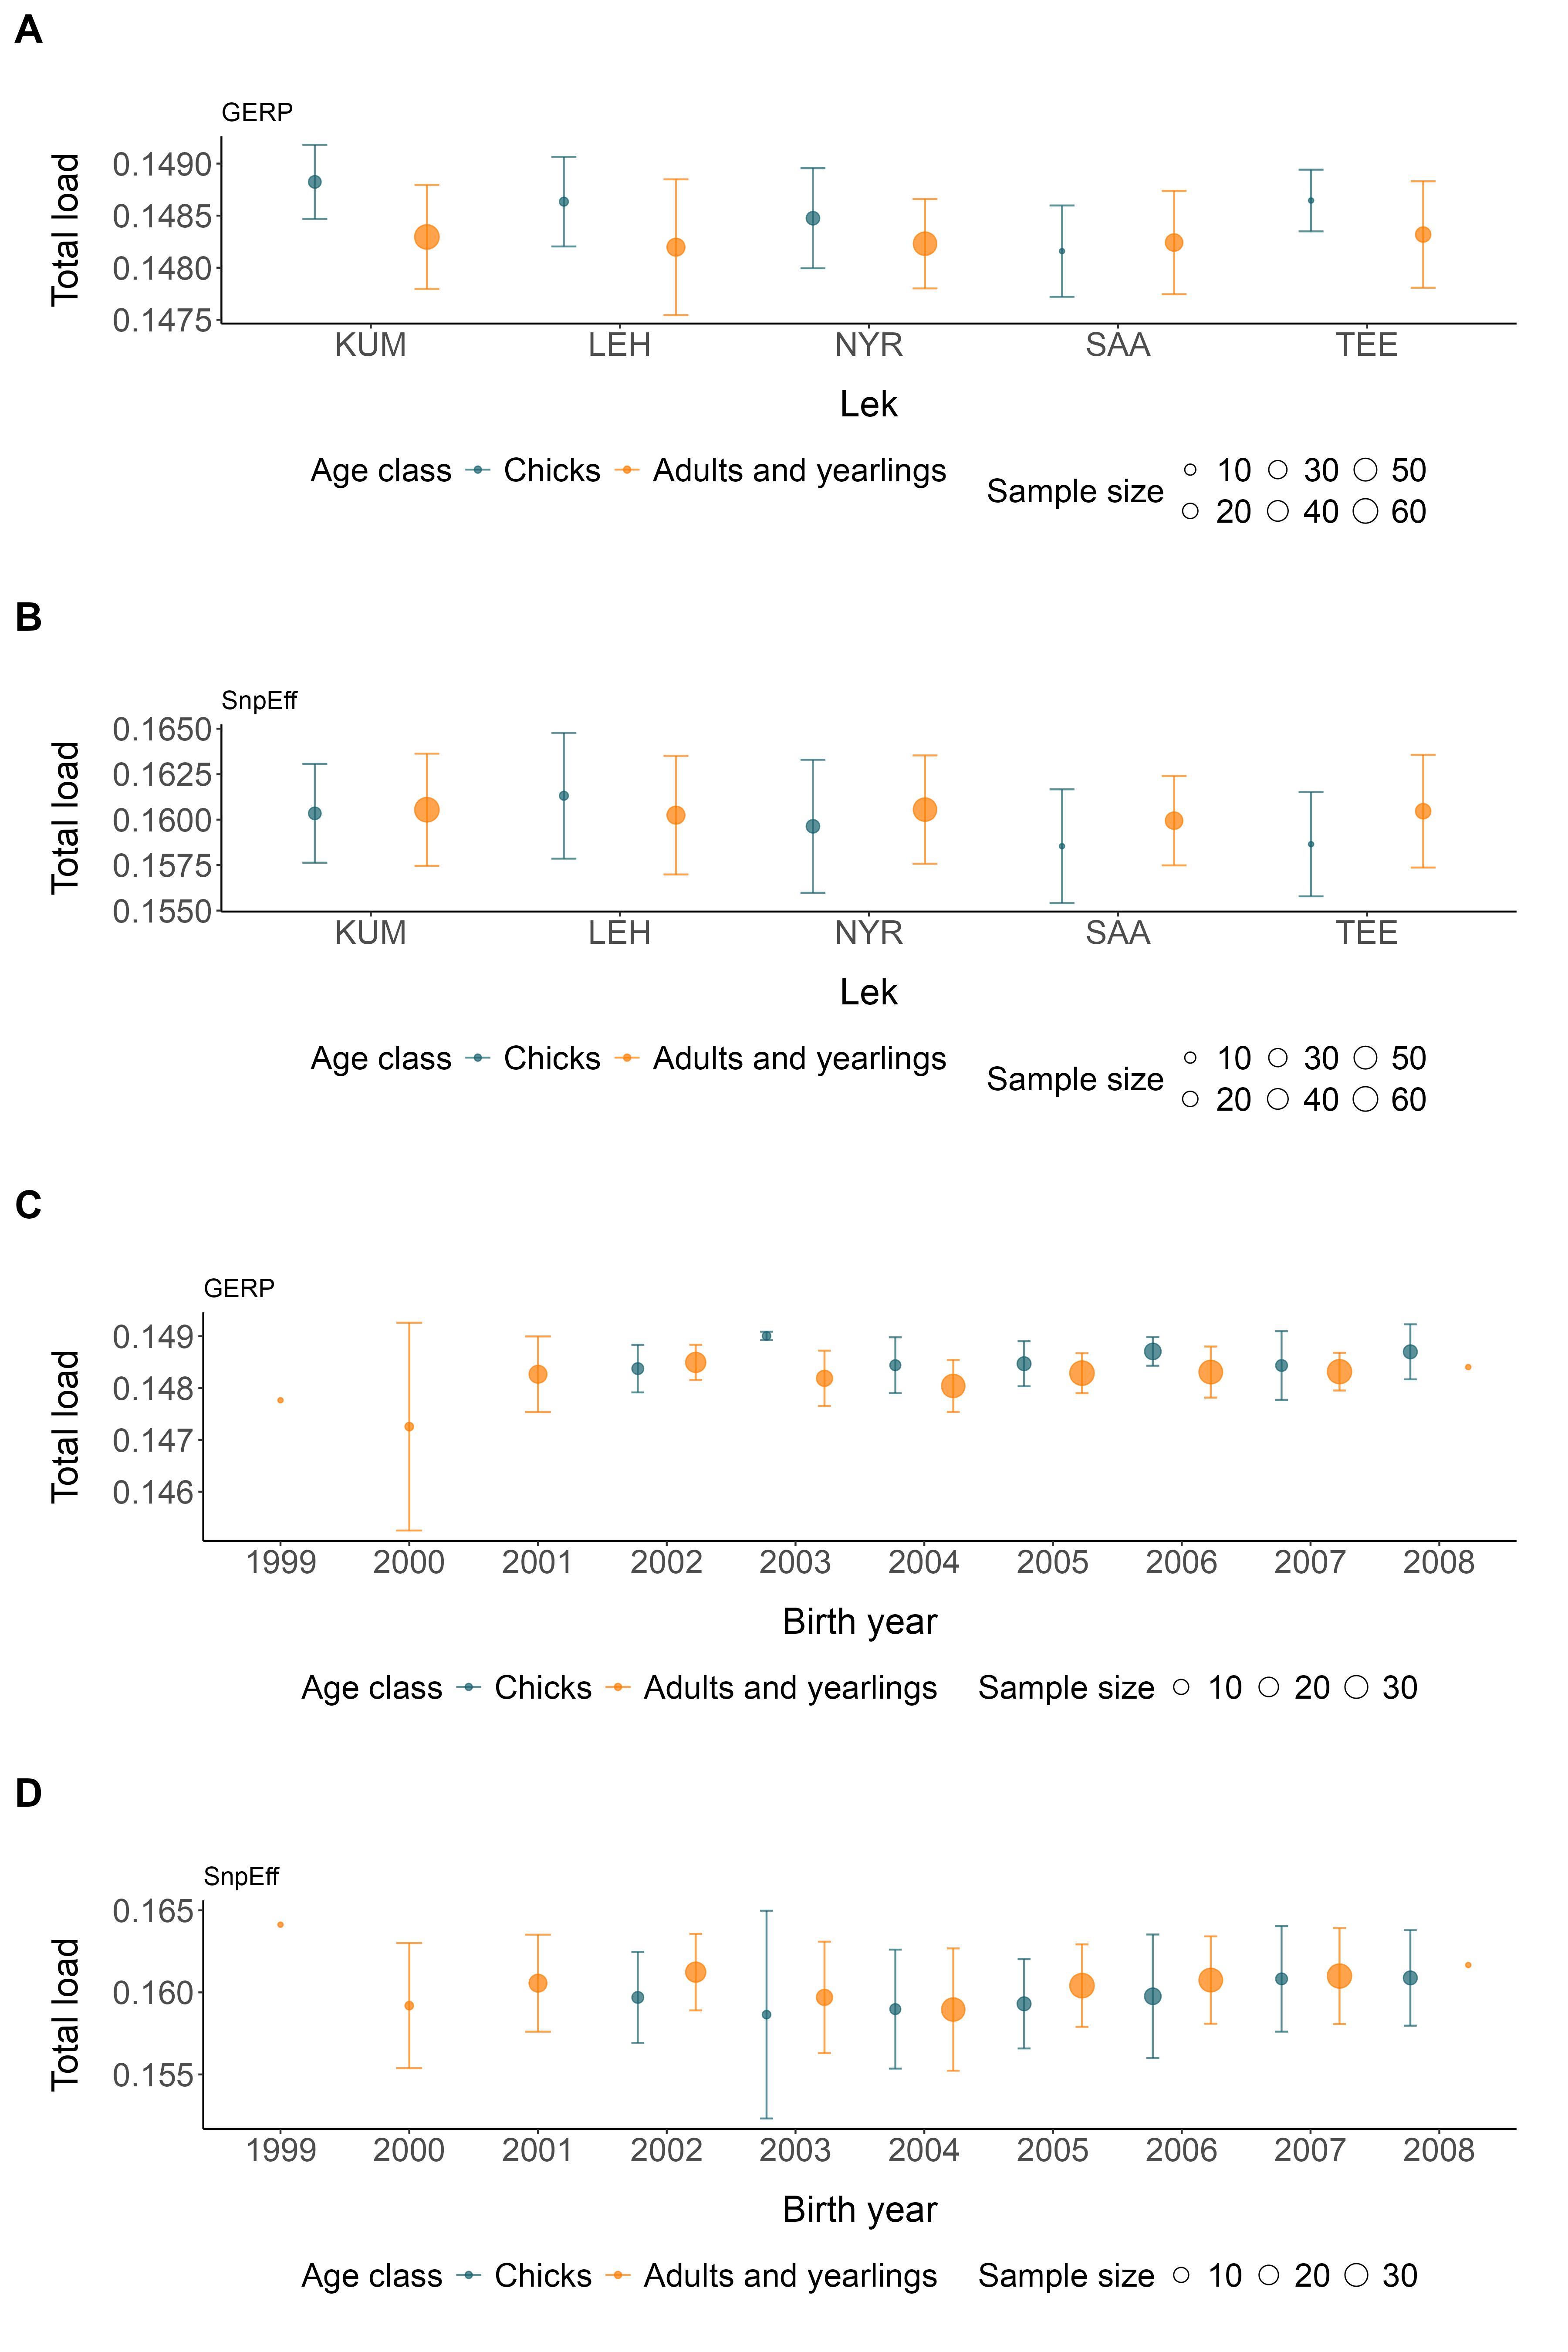 A
GERP
Total load
0.1490
0.1485
0.1480
0.1475
KUM LEH NYR SAA TEE
Lek
Age class Chicks Adults and yearlings Sample size 10 30 50
20 40 60
B
SnpEff
Total load
0.1650
0.1625
0.1600
0.1575
0.1550
KUM LEH NYR SAA TEE
Lek
Age class Chicks Adults and yearlings Sample size 10 30 50
20 40 60
C
GERP
Total load
0.149
0.148
0.147
0.146
1999 2000 2001 2002 2003 2004 2005 2006 2007 2008
Birth year
Age class Chicks Adults and yearlings Sample size 10 20 30
D
SnpEff
Total load
0.165
0.160
0.155
1999 2000 2001 2002 2003 2004 2005 2006 2007 2008
Birth year
Age class Chicks Adults and yearlings Sample size 10 20 30